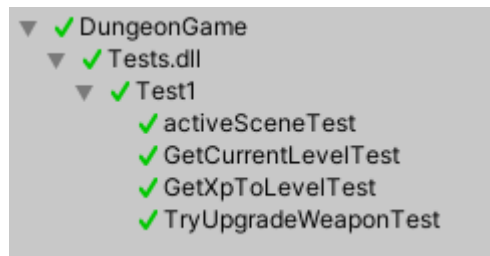 DungeonGame
Tests.dll
Test1
activeSceneTest
GetCurrentLevelTest
GetXpToLevelTest
TryUpgradeWeaponTest